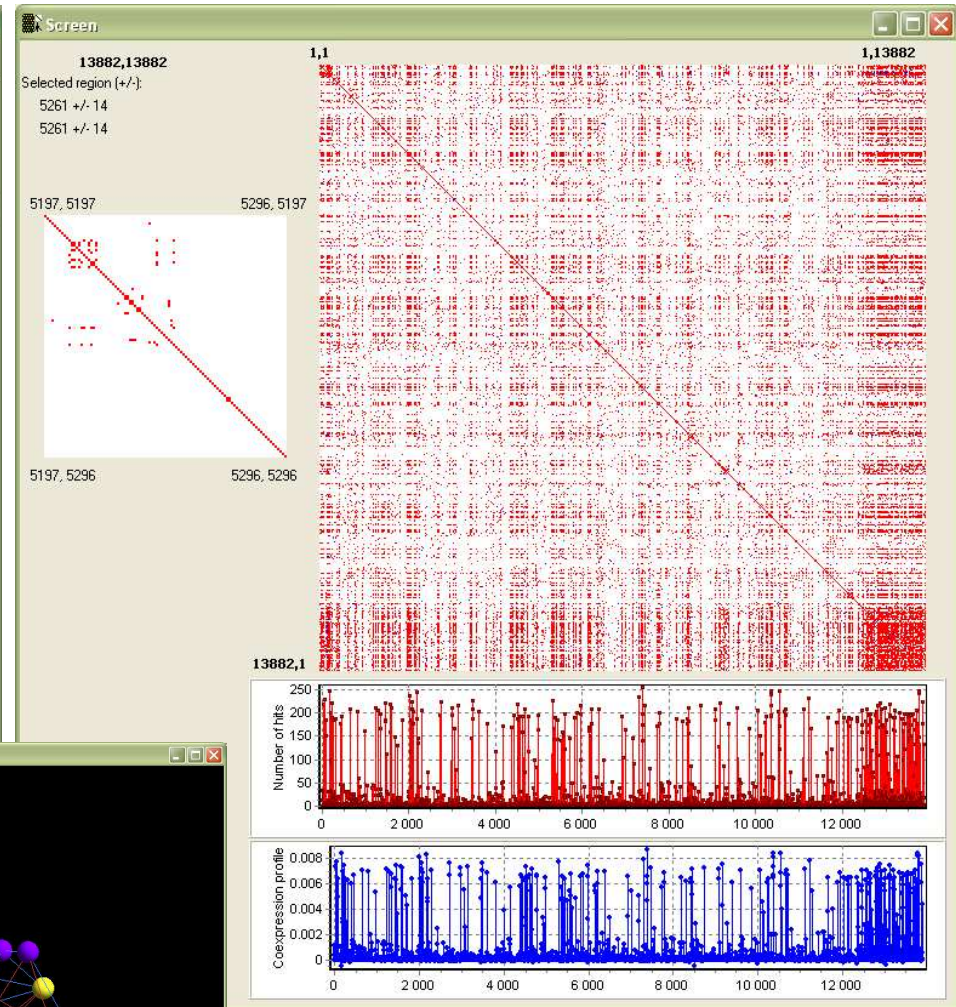 Screen
13882,13882
Selected region (+/-):
5261 +/- 14
5261 +/- 14
5197, 5197 5296, 5197
5197, 5296 5296, 5296
1,1 1,13882
13882,1
Number of hits
250
200
150
100
50
0
0 2 000 4 000 6 000 8 000 10 000 12 000
Coexpression profile
0.008
0.006
0.004
0.002
0
0 2 000 4 000 6 000 8 000 10 000 12 000